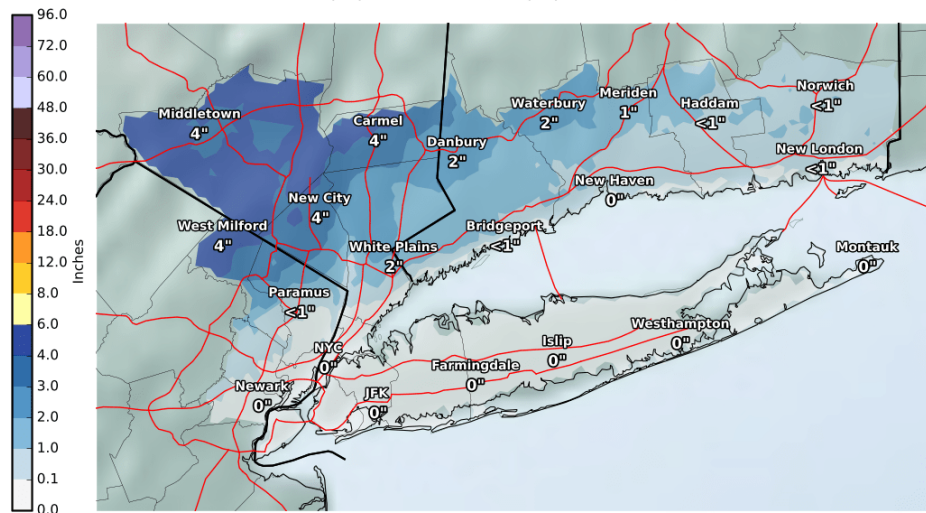 96.0
72.0
60.0
48.0
36.0
30.0
24.0
18.0
12.0
8.0
6.0
4.0
3.0
2.0
1.0
0.1
0.0
Inches
Middletown
4"
Carmel
4"
Danbury
2"
Waterbury
2"
Meriden
1"
Haddam
<1"
Norwich
<1"
New London
<1"
New City
4"
New Haven
0"
West Milford
4"
White Plains
2"
Bridgeport
<1"
Montauk
0"
Paramus
<1"
NYC
0"
Islip
0"
Westhampton
0"
Farmingdale
0"
Newark
0"
JFK
0"